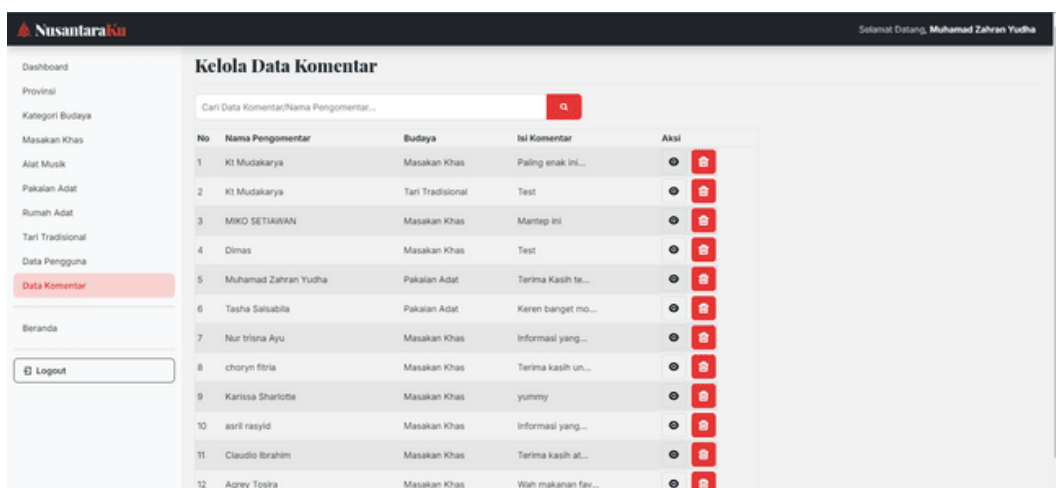 NusantaraKu
Selamat Datang, Muhamad Zahran Yudha
Dashboard
Provinsi
Kategori Budaya
Masakan Khas
Alat Musik
Pakaian Adat
Rumah Adat
Tari Tradisional
Data Pengguna
Data Komentar
Beranda
Logout
Kelola Data Komentar
Cari Data Komentar/Nama Pengomentar...
No Nama Pengomentar Budaya Isi Komentar Aksi
1 Kt Mudakarya Masakan Khas Paling enak ini...
2 Kt Mudakarya Tari Tradisional Test
3 MIKO SETIAWAN Masakan Khas Mantep ini
4 Dimas Masakan Khas Test
5 Muhamad Zahran Yudha Pakaian Adat Terima Kasih te...
6 Tasha Salsabila Pakaian Adat Keren banget mo...
7 Nur trisna Ayu Masakan Khas Informasi yang...
8 choryn fitria Masakan Khas Terima kasih un...
9 Karissa Sharlotte Masakan Khas yummy
10 asril rasyid Masakan Khas Informasi yang...
11 Claudio Ibrahim Masakan Khas Terima kasih at...
12 Agrey Tosira Masakan Khas Wah makanan fav...